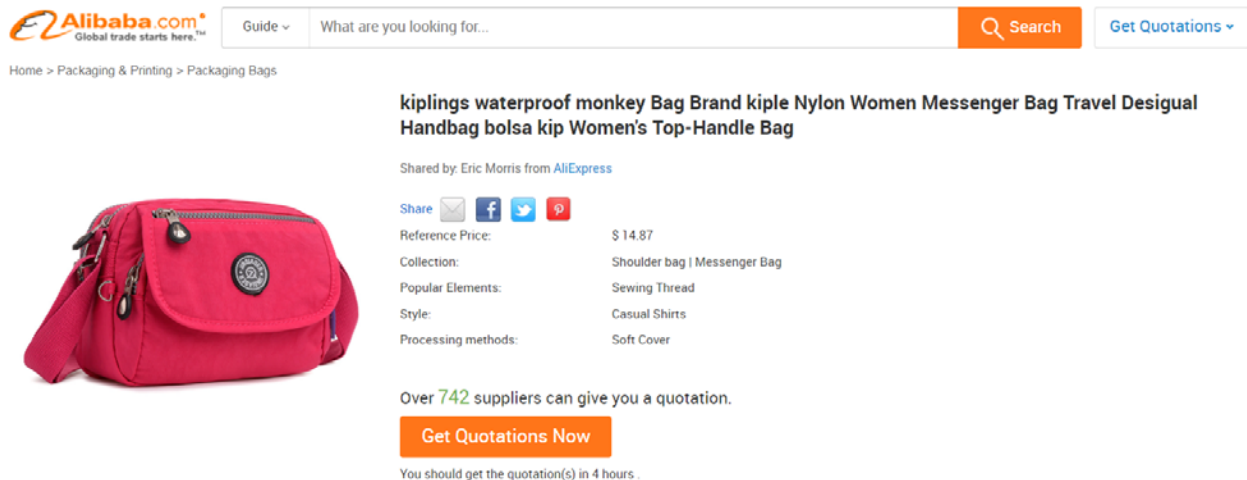 Alibaba.com
Global trade starts here.™
Guide
What are you looking for...
Search
Get Quotations
Home > Packaging & Printing > Packaging Bags
kiplings waterproof monkey Bag Brand kiple Nylon Women Messenger Bag Travel Desigual
Handbag bolsa kip Women's Top-Handle Bag
Shared by: Eric Morris from AliExpress
Share
Reference Price: $ 14.87
Collection: Shoulder bag | Messenger Bag
Popular Elements: Sewing Thread
Style: Casual Shirts
Processing methods: Soft Cover
Over 742 suppliers can give you a quotation.
Get Quotations Now
You should get the quotation(s) in 4 hours .